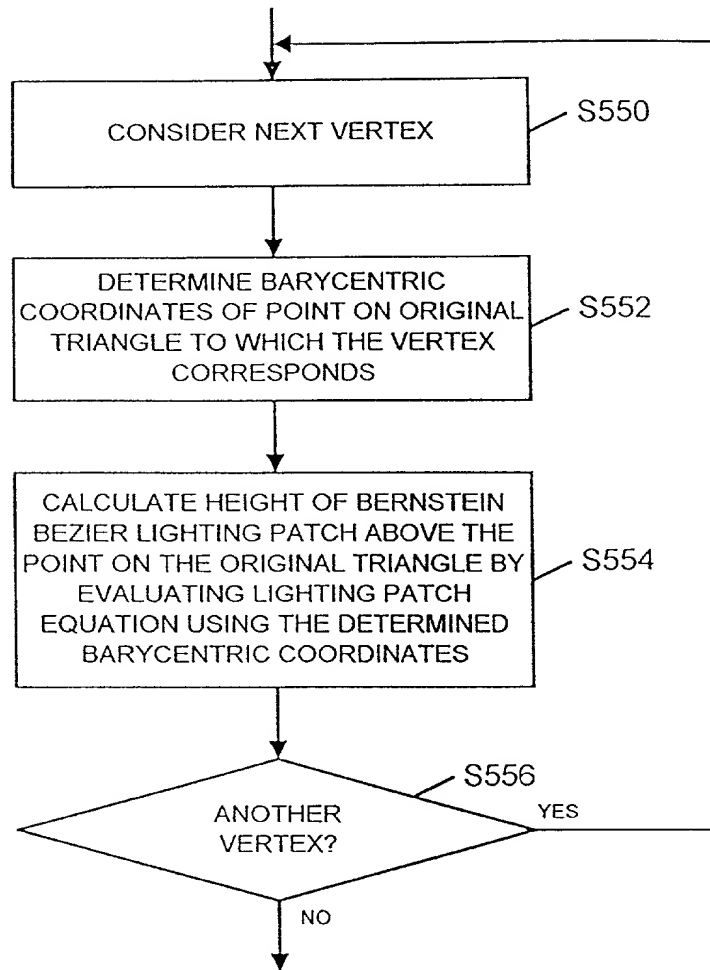 CONSIDER NEXT VERTEX
S550
DETERMINE BARYCENTRIC
COORDINATES OF POINT ON ORIGINAL
TRIANGLE TO WHICH THE VERTEX
CORRESPONDS
S552
CALCULATE HEIGHT OF BERNSTEIN
BEZIER LIGHTING PATCH ABOVE THE
POINT ON THE ORIGINAL TRIANGLE BY
EVALUATING LIGHTING PATCH
EQUATION USING THE DETERMINED
BARYCENTRIC COORDINATES
S554
S556
ANOTHER
VERTEX?
YES
NO